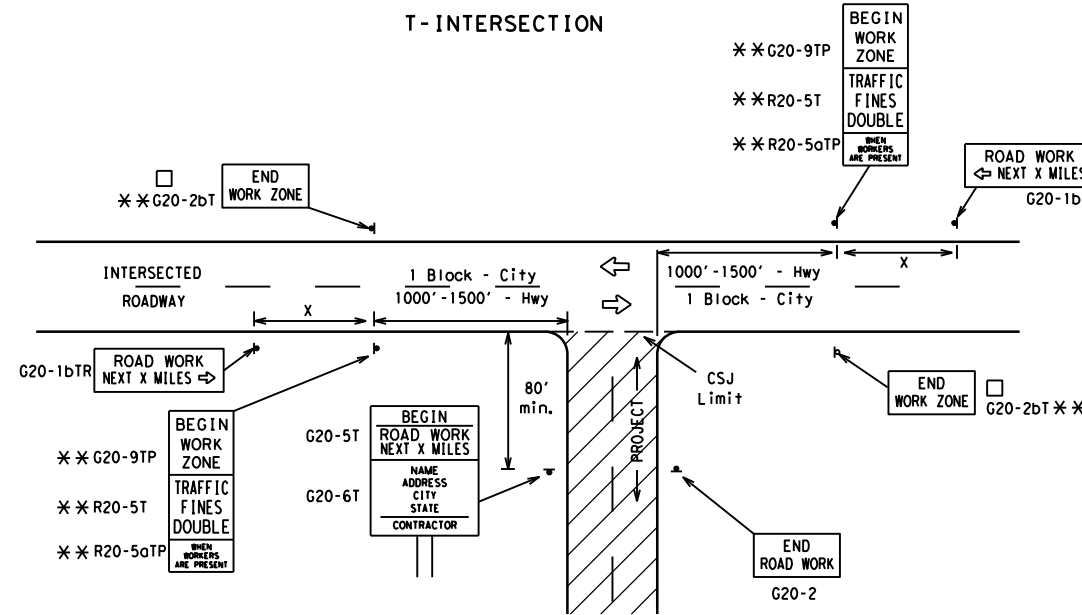 T-INTERSECTION
BEGIN
WORK
ZONE
TRAFFIC
FINES
DOUBLE
WHEN
WORKERS
ARE PRESENT
**G20-9TP
**R20-5T
**R20-5aTP
ROAD WORK
⇦ NEXT X MILES
G20-1b
END
WORK ZONE
□
**G20-2bT
INTERSECTED
ROADWAY
1 Block - City
1000'-1500' - Hwy
X
1000'-1500' - Hwy
1 Block - City
X
G20-1bTR
ROAD WORK
NEXT X MILES ⇨
80'
min.
CSJ
Limit
PROJECT
END
WORK ZONE
□
G20-2bT **
**G20-9TP
**R20-5T
**R20-5aTP
BEGIN
WORK
ZONE
TRAFFIC
FINES
DOUBLE
WHEN
WORKERS
ARE PRESENT
G20-5T
G20-6T
BEGIN
ROAD WORK
NEXT X MILES
NAME
ADDRESS
CITY
STATE
CONTRACTOR
END
ROAD WORK
G20-2